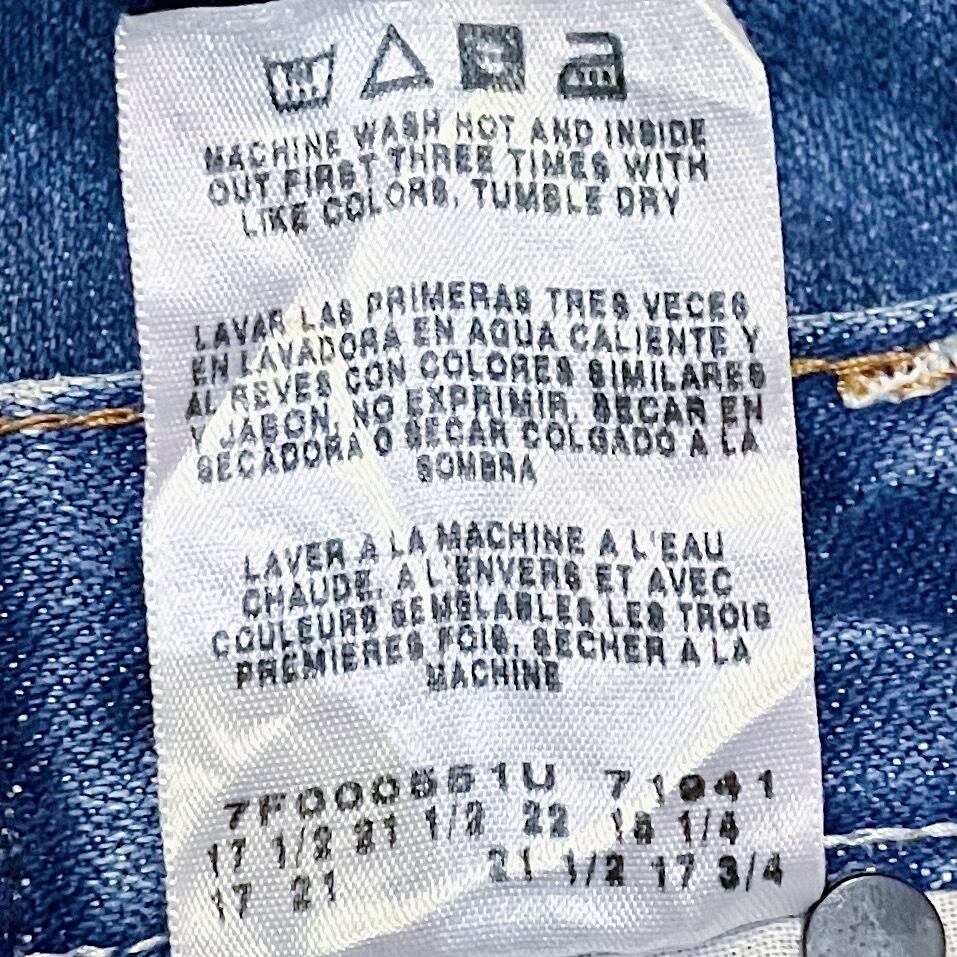 MACHINE WASH HOT AND INSIDE
OUT FIRST THREE TIMES WITH
LIKE COLORS, TUMBLE DRY
LAVAR LAS PRIMERAS TRES VECES
EN LAVADORA EN AGUA CALIENTE Y
AL REVES CON COLORES SIMILARES
Y JABON, NO EXPRIMIR, SECAR EN
SECADORA O SECAR COLGADO A LA
SOMBRA
LAVER A LA MACHINE A L'EAU
CHAUDE, A L'ENVERS ET AVEC
COULEURS SEMBLABLES LES TROIS
PREMIERES FOIS, SECHER A LA
MACHINE
7F000551U 71941
17 1/2 21 1/2 22 18 1/4
17 21 21 1/2 17 3/4